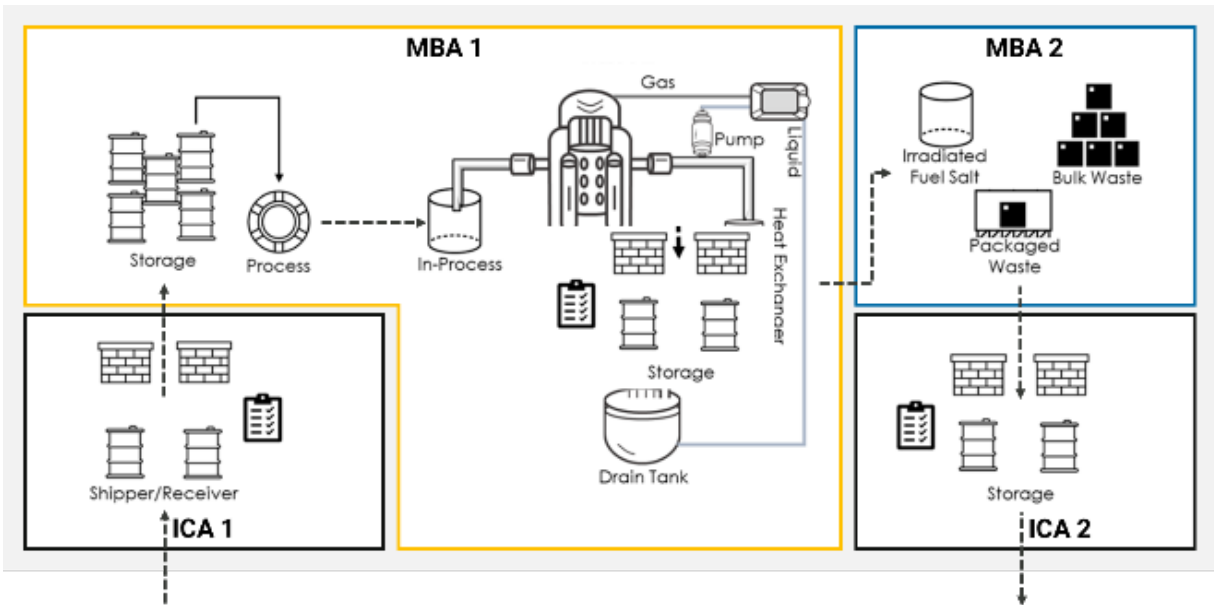 MBA 1
MBA 2
Gas
Pump
Liquid
Irradiated
Fuel Salt
Bulk Waste
Storage
Process
In-Process
Heat Exchanaer
Packaged
Waste
Storage
Drain Tank
Shipper/Receiver
ICA 1
Storage
ICA 2